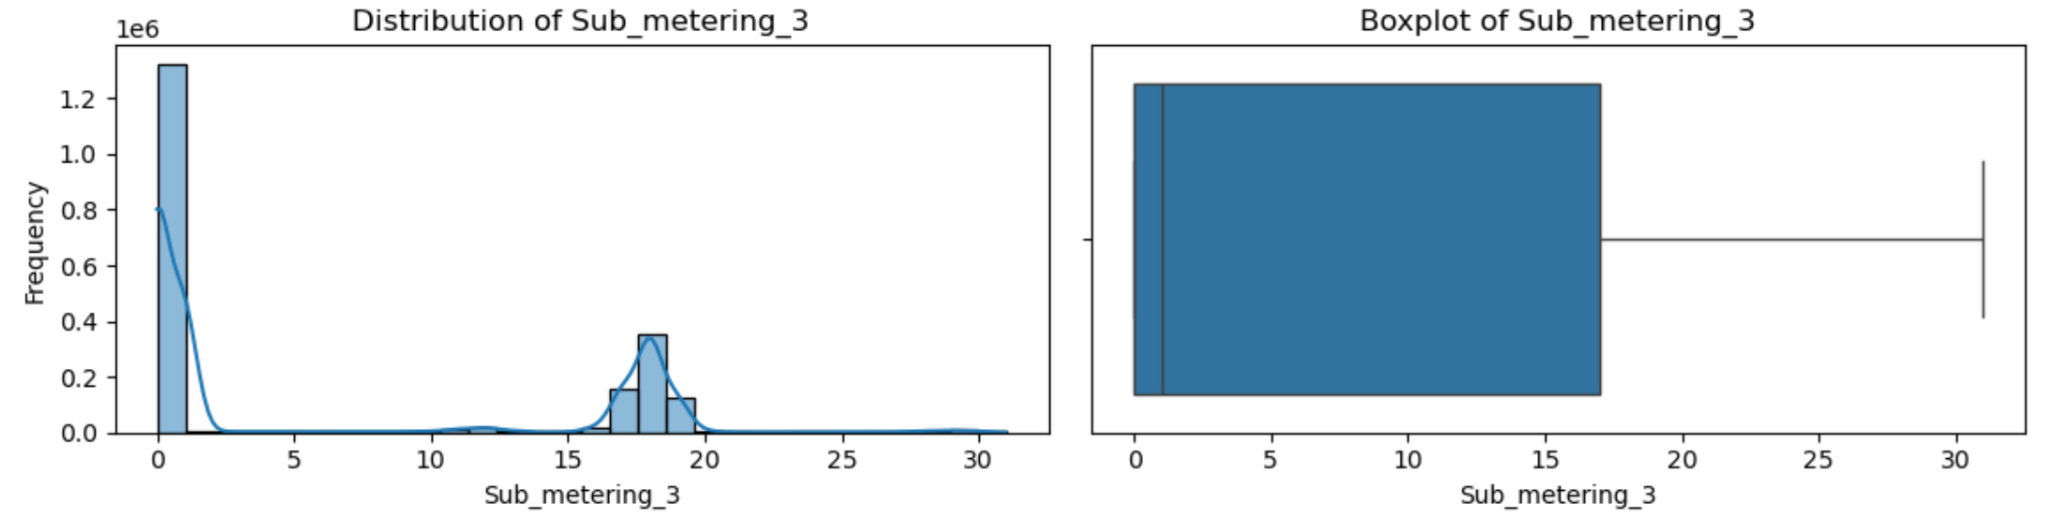 Distribution of Sub_metering_3
1e6
1.2
1.0
0.8
0.6
0.4
0.2
0.0
Frequency
0 5 10 15 20 25 30
Sub_metering_3
Boxplot of Sub_metering_3
0 5 10 15 20 25 30
Sub_metering_3